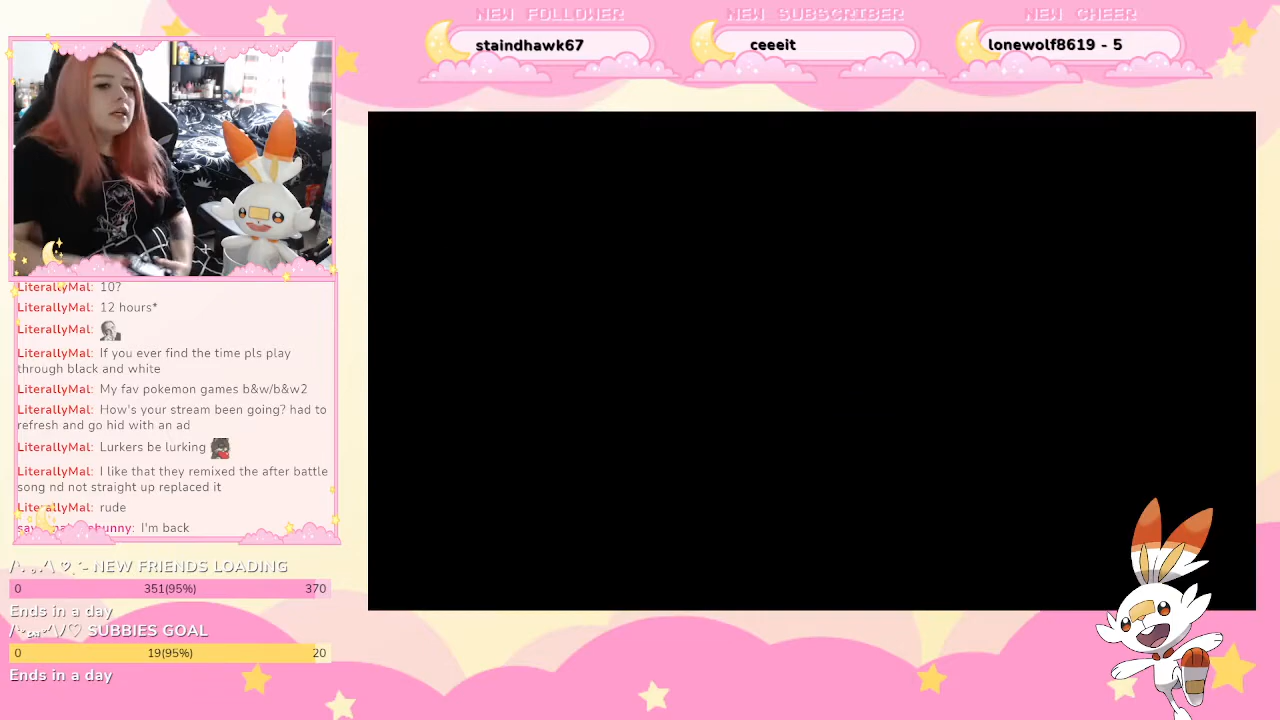 NEW FOLLOWER
NEW SUBSCRIBER
NEW CHEER
staindhawk67
ceeeit
lonewolf8619 - 5
LiterallyMal: 10?
LiterallyMal: 12 hours*
LiterallyMal:
LiterallyMal: If you ever find the time pls play
through black and white
LiterallyMal: My fav pokemon games b&w/b&w2
LiterallyMal: How's your stream been going? had to
refresh and go hid with an ad
LiterallyMal: Lurkers be lurking
LiterallyMal: I like that they remixed the after battle
song nd not straight up replaced it
LiterallyMal: rude
I'm back
NEW FRIENDS LOADING
0 351(95%) 370
Ends in a day
SUBBIES GOAL
0 19(95%) 20
Ends in a day